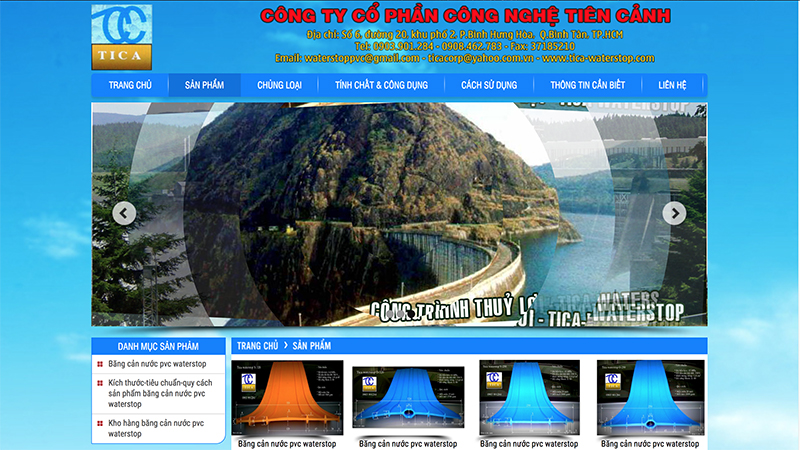 TICA
CÔNG TY CỔ PHẦN CÔNG NGHỆ TIÊN CẢNH
Địa chỉ: Số 6, đường 20, khu phố 2, P.Bình Hưng Hòa, Q.Bình Tân, TP.HCM
Tel: 0913.901.284 - 0908.462.783 - Fax: 37185210
Email: waterstoppvc@gmail.com - ticacorp@yahoo.com.vn - www.tica-waterstop.com
TRANG CHỦ SẢN PHẨM CHỦNG LOẠI TÍNH CHẤT & CÔNG DỤNG CÁCH SỬ DỤNG THÔNG TIN CẦN BIẾT LIÊN HỆ
WATERSTOP
CÔNG TRÌNH THUỶ
TICA-
WATERSTOP
DANH MỤC SẢN PHẨM
Băng cản nước pvc waterstop
Kích thước-tiêu chuẩn-quy cách
sản phẩm băng cản nước pvc
waterstop
Kho hàng băng cản nước pvc
waterstop
TRANG CHỦ › SẢN PHẨM
TICA TICA TICA TICA
Băng cản nước pvc waterstop Băng cản nước pvc waterstop Băng cản nước pvc waterstop Băng cản nước pvc waterstop